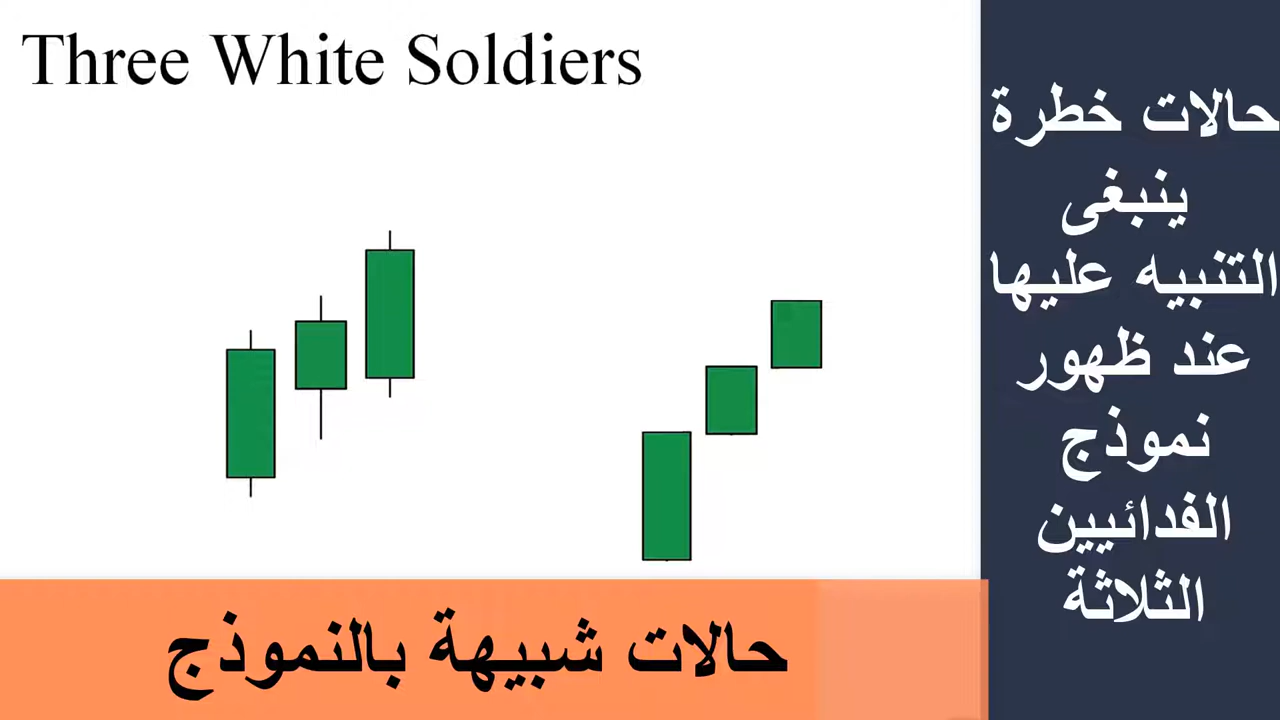 Three White Soldiers
حالات خطرة
ينبغى
التنبيه عليها
عند ظهور
نموذج
الفدائيين
الثلاثة
حالات شبيهة بالنموذج